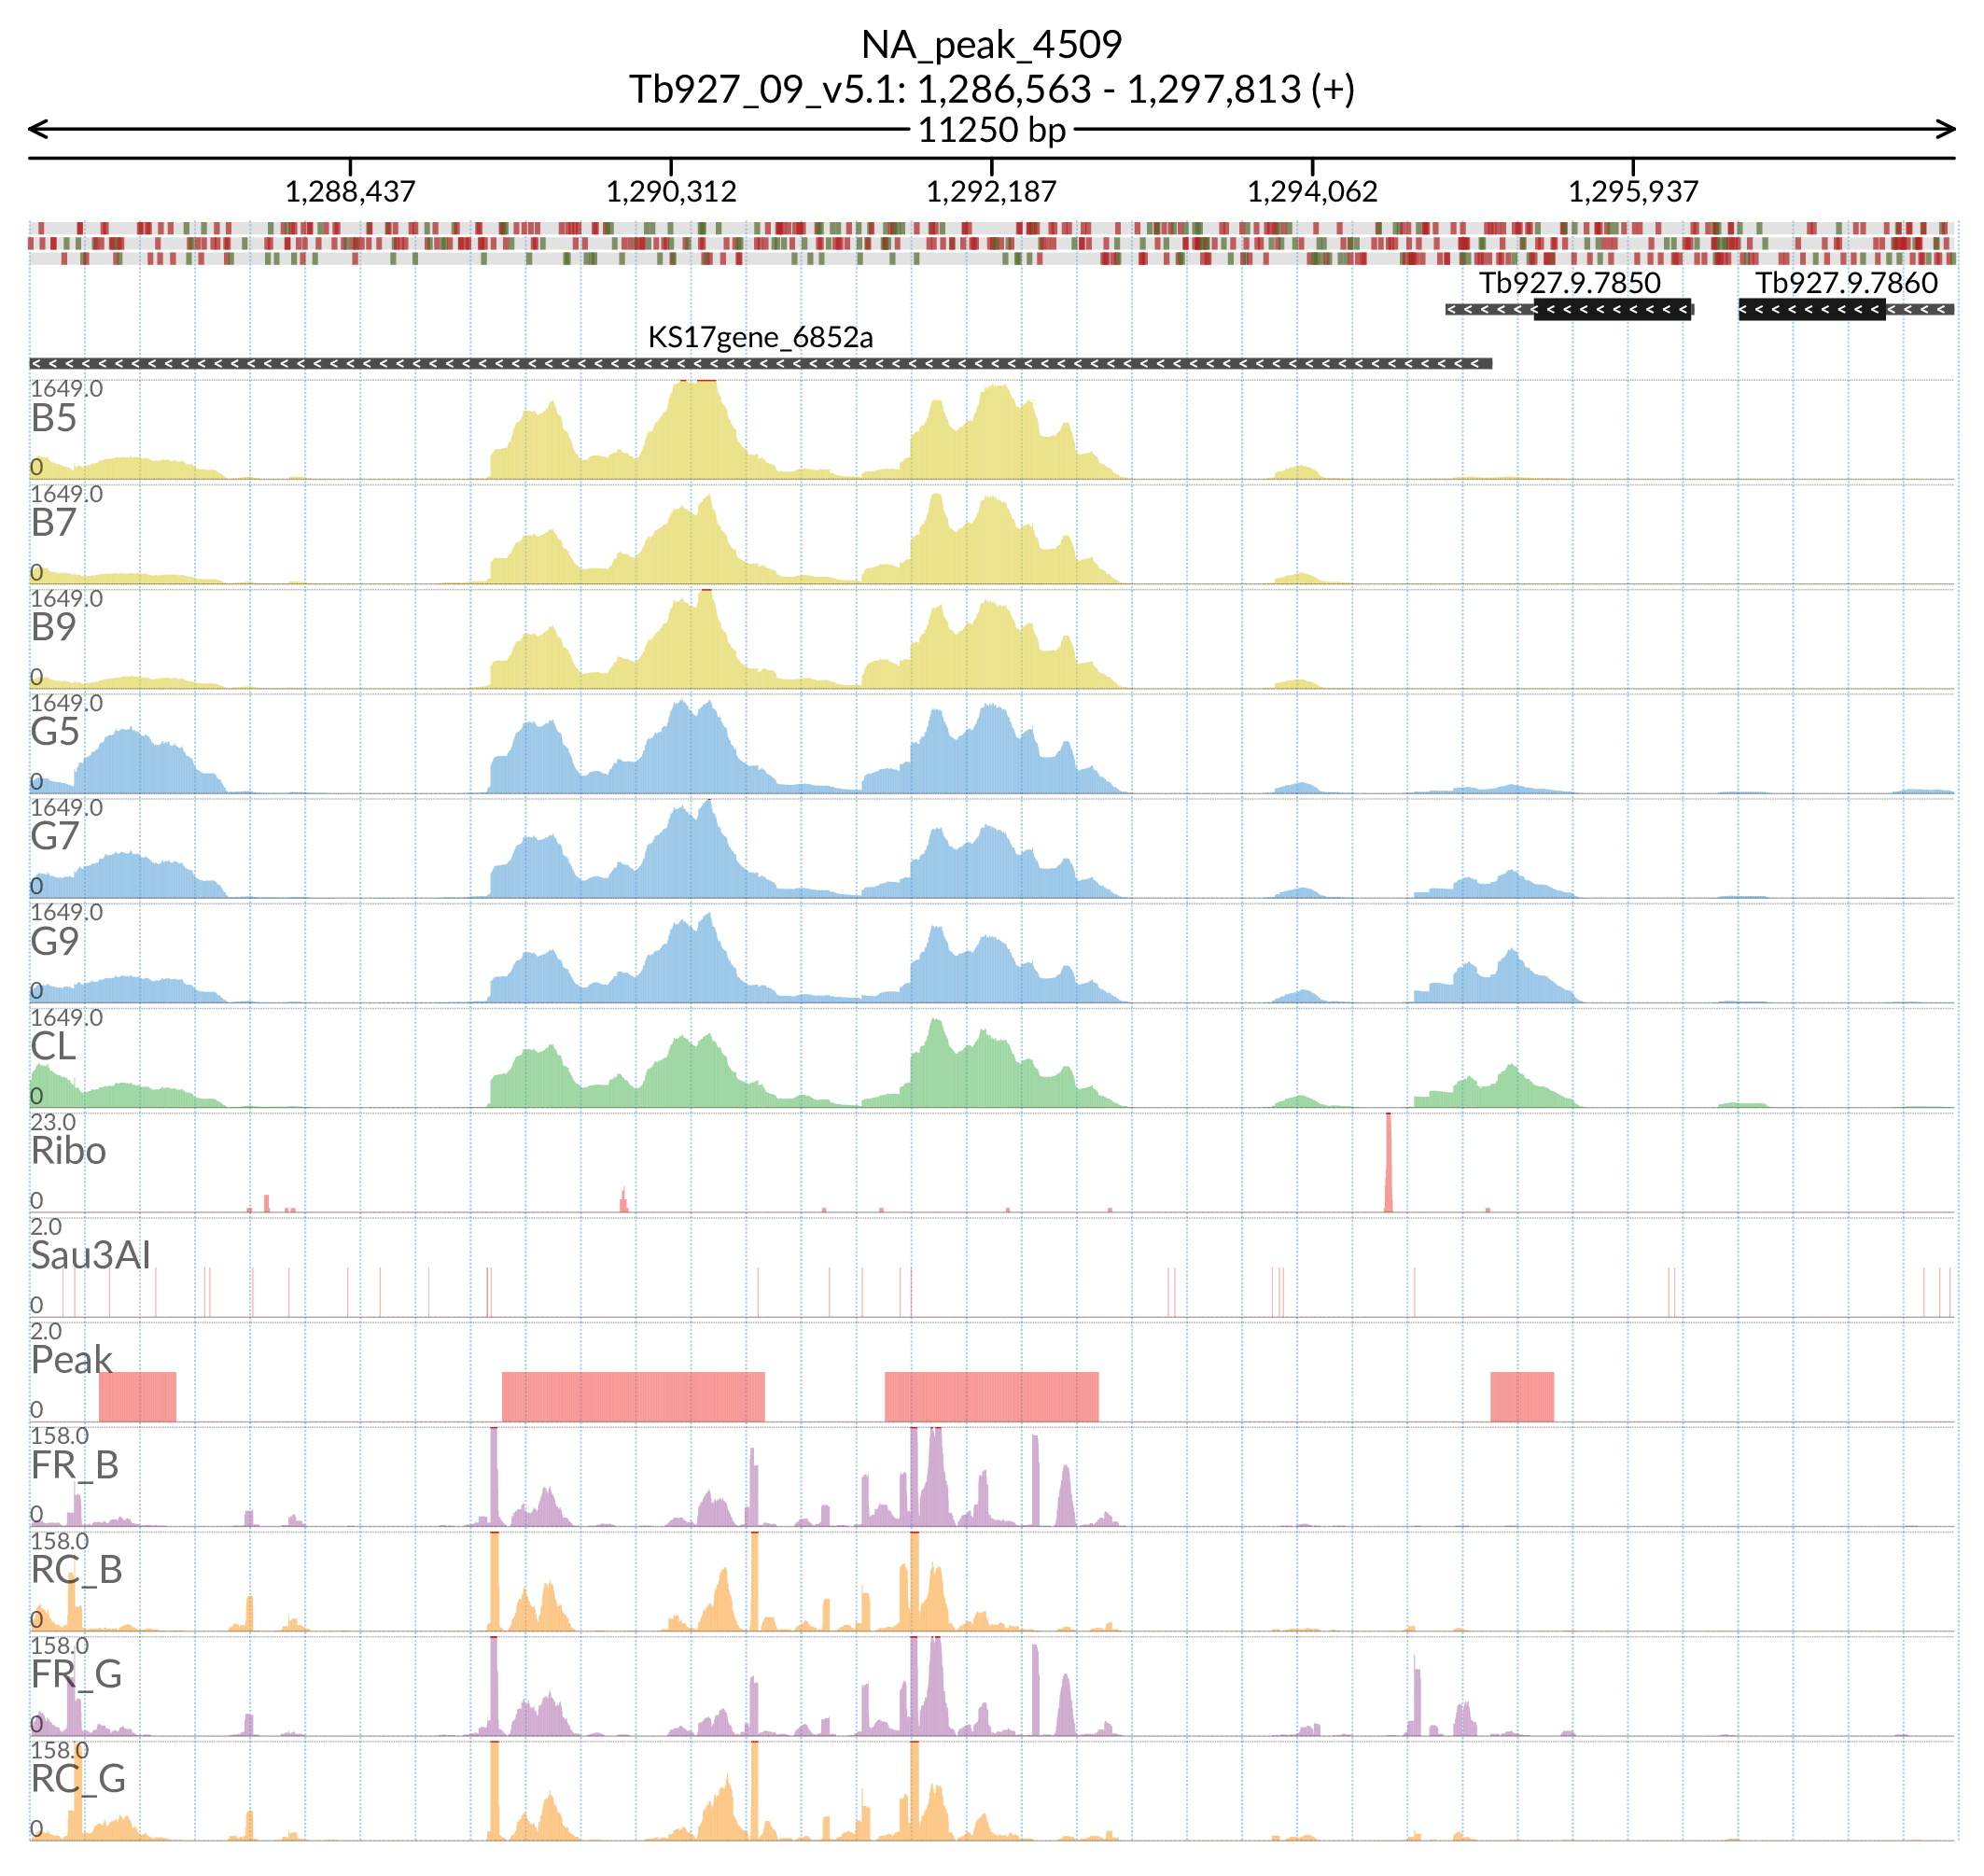 NA_peak_4509
Tb927_09_v5.1: 1,286,563 - 1,297,813 (+)
11250 bp
1,288,437 1,290,312 1,292,187 1,294,062 1,295,937
Tb927.9.7850 Tb927.9.7860
KS17gene_6852a
1649.0
B5
0
1649.0
B7
0
1649.0
B9
0
1649.0
G5
0
1649.0
G7
0
1649.0
G9
0
1649.0
CL
0
23.0
Ribo
0
2.0
Sau3AI
0
2.0
Peak
0
158.0
FR_B
0
158.0
RC_B
0
158.0
FR_G
0
158.0
RC_G
0